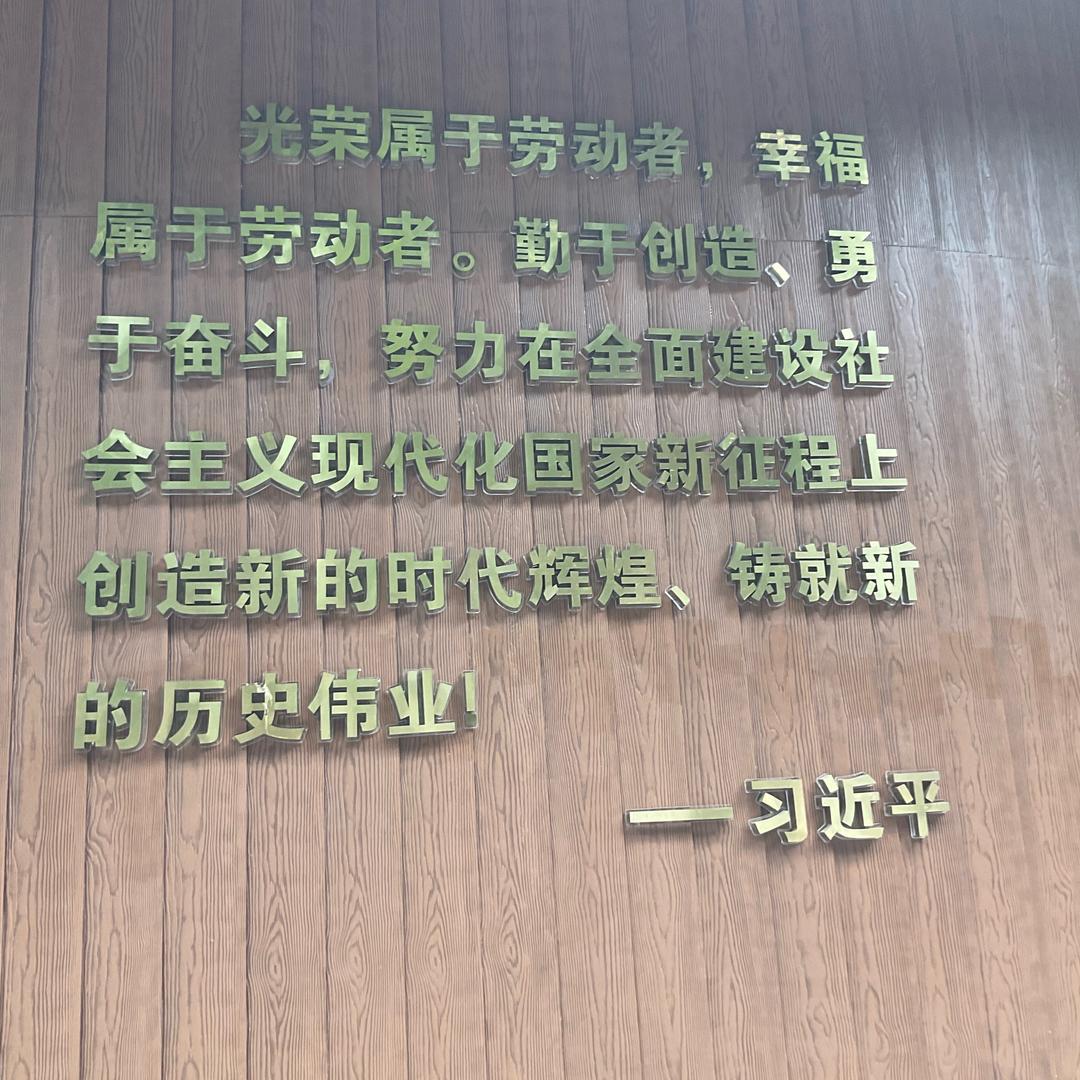 光荣属于劳动者，幸福
属于劳动者。勤于创造、勇
于奋斗，努力在全面建设社
会主义现代化国家新征程上
创造新的时代辉煌、铸就新
的历史伟业!
——习近平